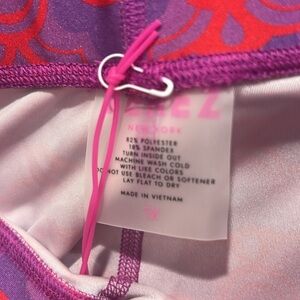 NEW YORK
82% POLYESTER
18% SPANDEX
TURN INSIDE OUT
MACHINE WASH COLD
WITH LIKE COLORS
DO NOT USE BLEACH OR SOFTENER
LAY FLAT TO DRY
MADE IN VIETNAM